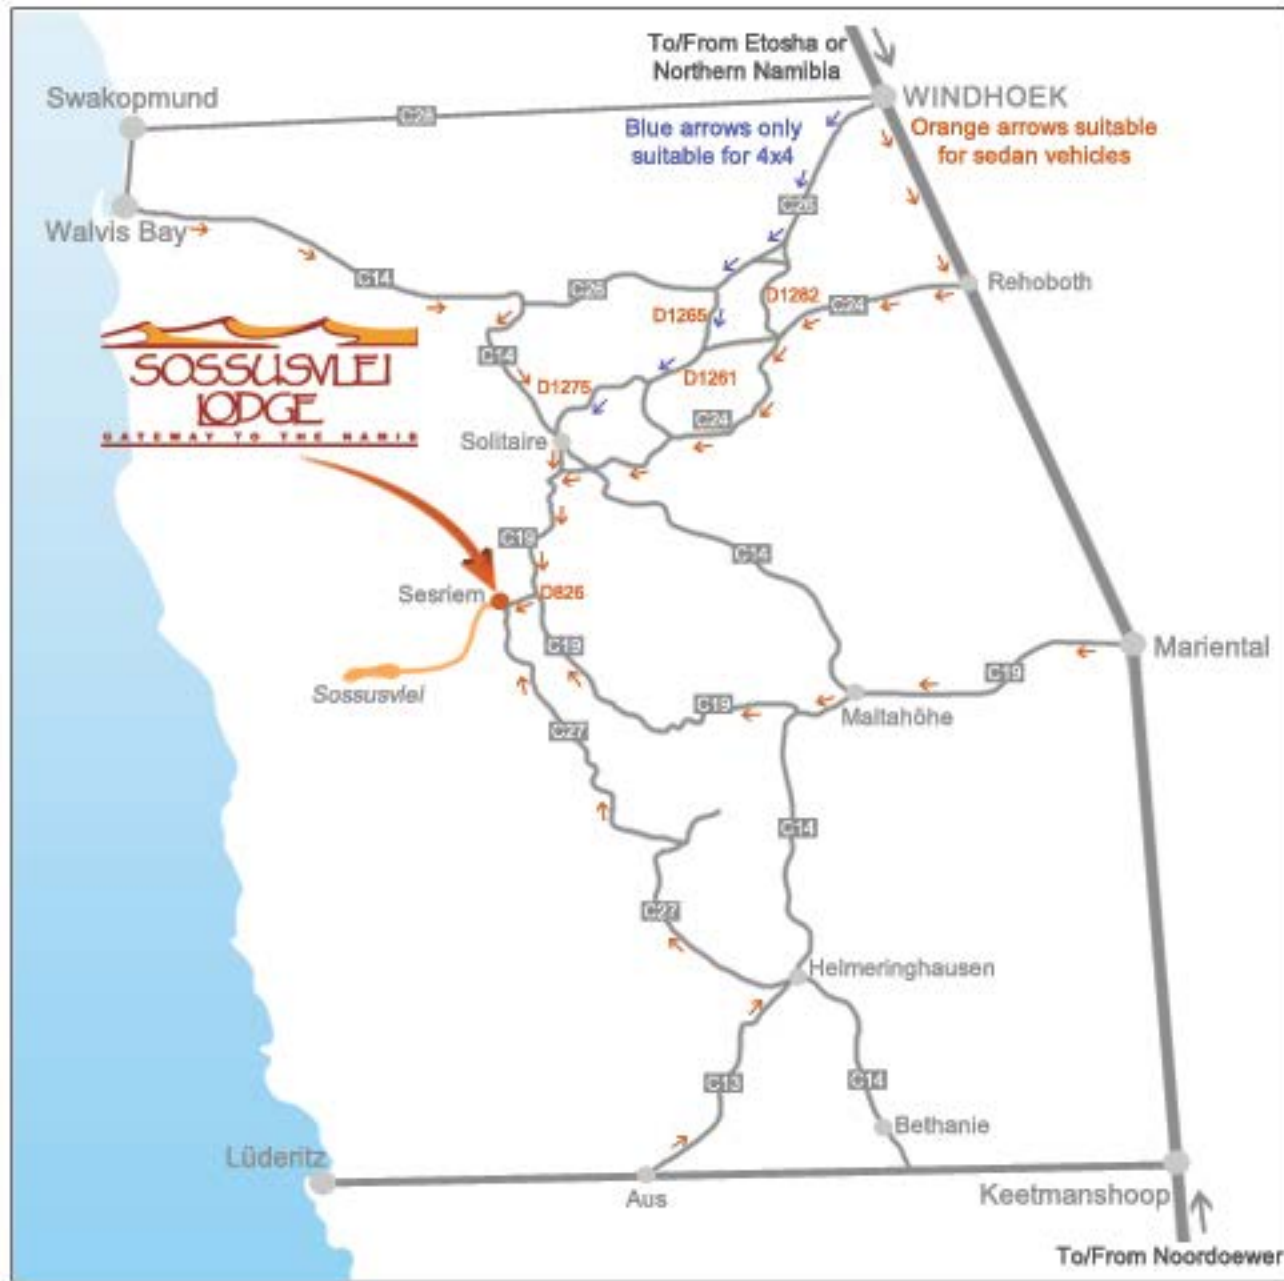 To/From Etosha or
Northern Namibia
Swakopmund
C28
WINDHOEK
Blue arrows only
suitable for 4x4
Orange arrows suitable
for sedan vehicles
C26
Walvis Bay
C14
C26
D1265
D1262
C24
Rehoboth
SOSSUSVLEI
LODGE
GATEWAY TO THE NAMIB
C14
D1275
D1261
C24
Solitaire
C19
C14
Sesriem
D826
C19
Mariental
Sossusvlei
C19
C19
Maltahöhe
C27
C14
C27
Helmeringhausen
C13
C14
Bethanie
Lüderitz
Aus
Keetmanshoop
To/From Noordoewer